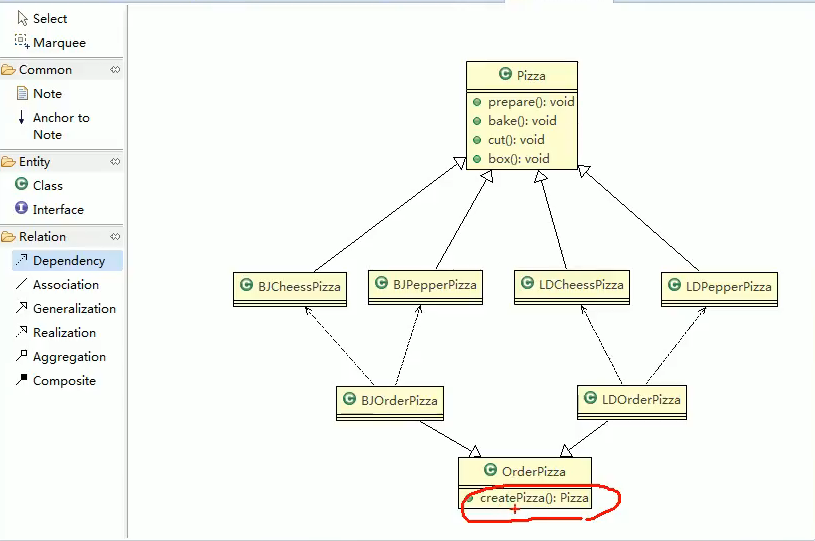 Select
Marquee
Common
Note
Anchor to
Note
Entity
Class
Interface
Relation
Dependency
Association
Generalization
Realization
Aggregation
Composite
C Pizza
prepare(): void
bake(): void
cut(): void
box(): void
C BJCheessPizza
C BJPepperPizza
C LDCheessPizza
C LDPepperPizza
C BJOrderPizza
C LDOrderPizza
C OrderPizza
createPizza(): Pizza